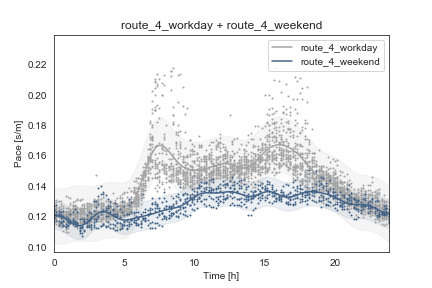 route_4_workday + route_4_weekend
route_4_workday
route_4_weekend
Pace [s/m]
0.22
0.20
0.18
0.16
0.14
0.12
0.10
0
5
10
15
20
Time [h]